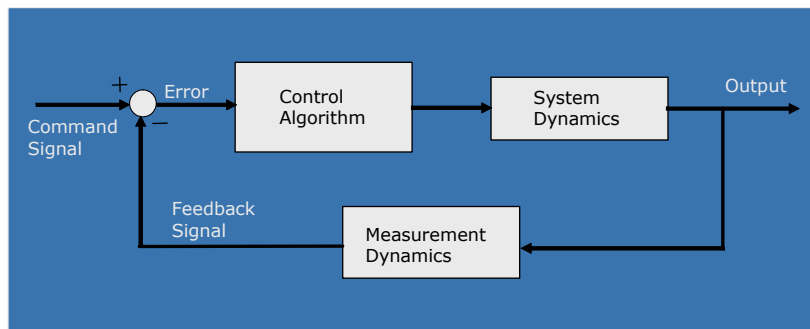 +
Error
Control
Algorithm
System
Dynamics
Output
Command
Signal
−
Feedback
Signal
Measurement
Dynamics